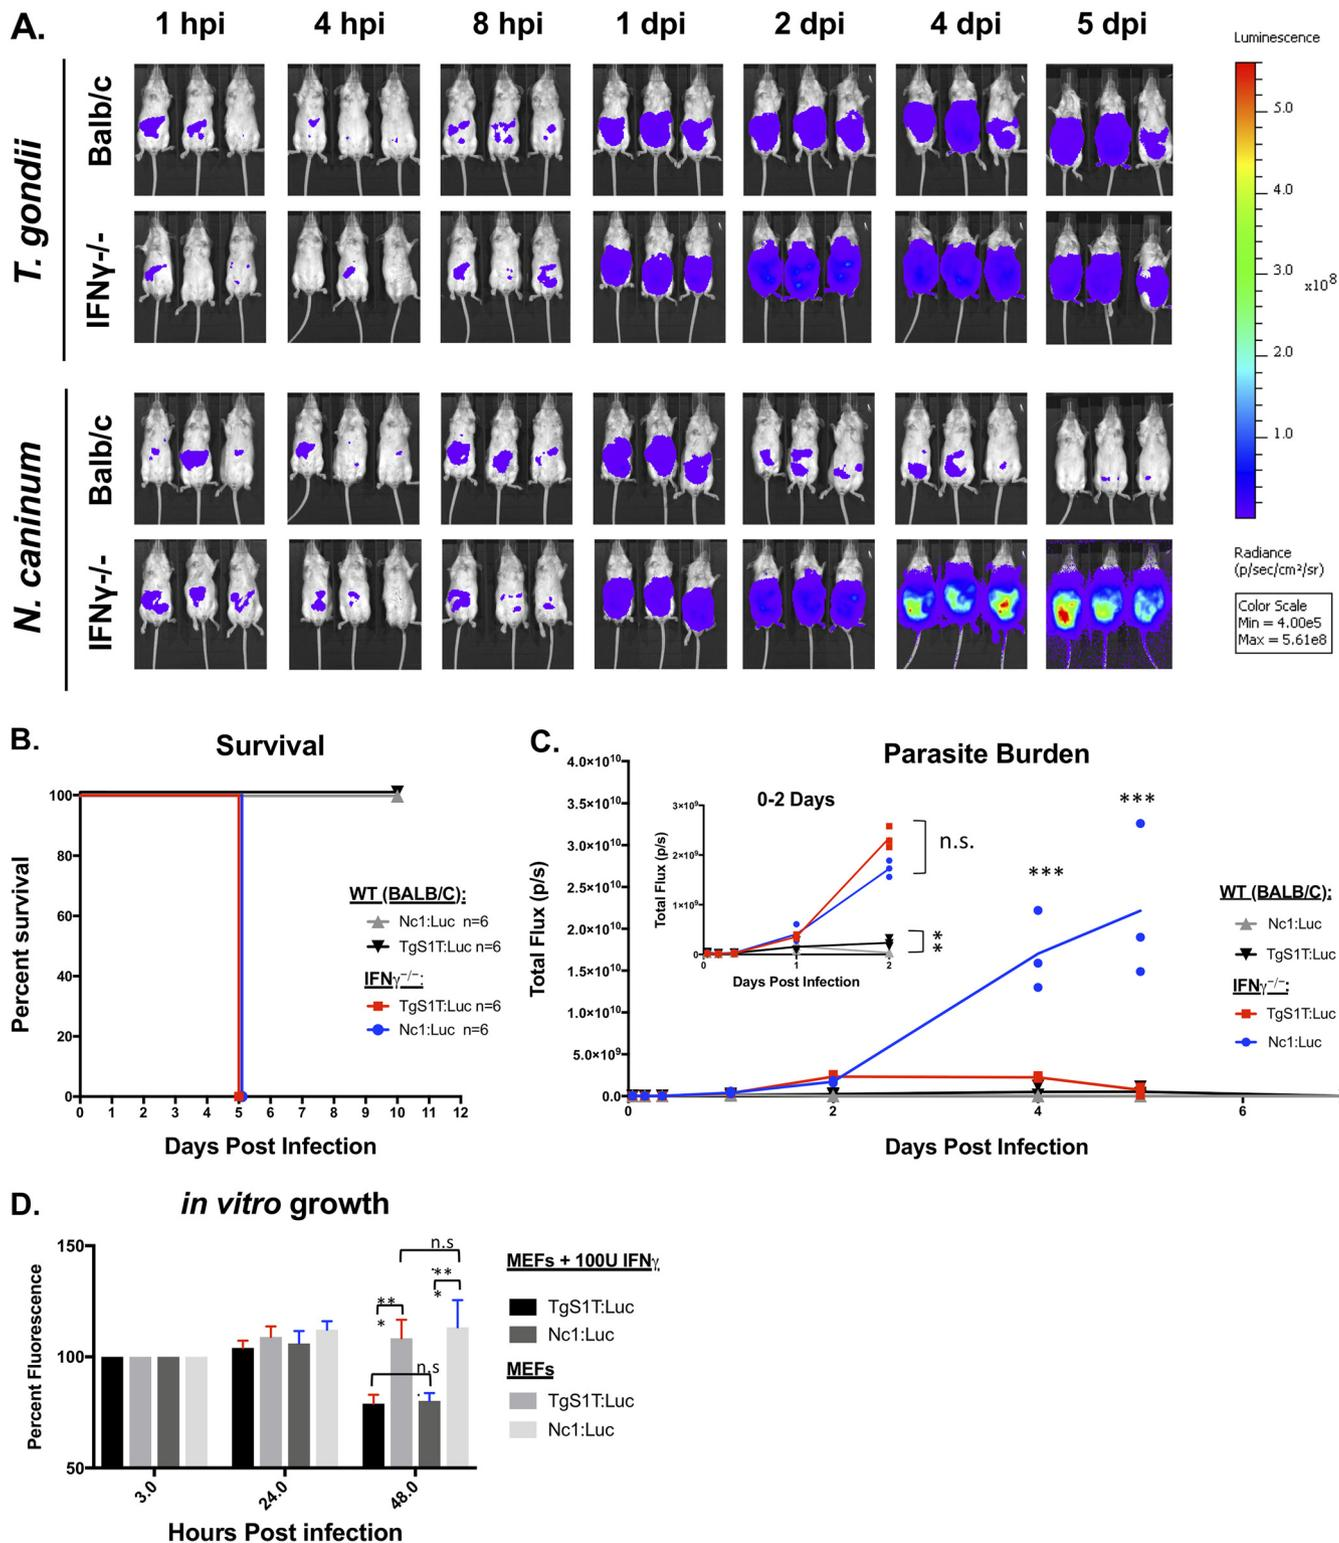 A.
1 hpi 4 hpi 8 hpi 1 dpi 2 dpi 4 dpi 5 dpi
T. gondii
Balb/c
IFNγ-/-
N. caninum
Balb/c
IFNγ-/-
Luminescence
5.0
4.0
3.0
x10⁸
2.0
1.0
Radiance
(p/sec/cm²/sr)
Color Scale
Min = 4.00e5
Max = 5.61e8
B.
Survival
Percent survival
100
80
60
40
20
0
0 1 2 3 4 5 6 7 8 9 10 11 12
Days Post Infection
WT (BALB/C):
Nc1:Luc n=6
TgS1T:Luc n=6
IFNγ⁻/⁻:
TgS1T:Luc n=6
Nc1:Luc n=6
C.
Parasite Burden
Total Flux (p/s)
4.0×10¹⁰
3.5×10¹⁰
3.0×10¹⁰
2.5×10¹⁰
2.0×10¹⁰
1.5×10¹⁰
1.0×10¹⁰
5.0×10⁹
0.0
0 2 4 6
Days Post Infection
0-2 Days
Total Flux (p/s)
3×10⁹
2×10⁹
1×10⁹
0
0 1 2
Days Post Infection
n.s.
**
***
***
WT (BALB/C):
Nc1:Luc
TgS1T:Luc
IFNγ⁻/⁻:
TgS1T:Luc
Nc1:Luc
D.
in vitro growth
Percent Fluorescence
150
100
50
3.0 24.0 48.0
Hours Post infection
n.s
**
*
**
*
n.s
MEFs + 100U IFNγ
TgS1T:Luc
Nc1:Luc
MEFs
TgS1T:Luc
Nc1:Luc